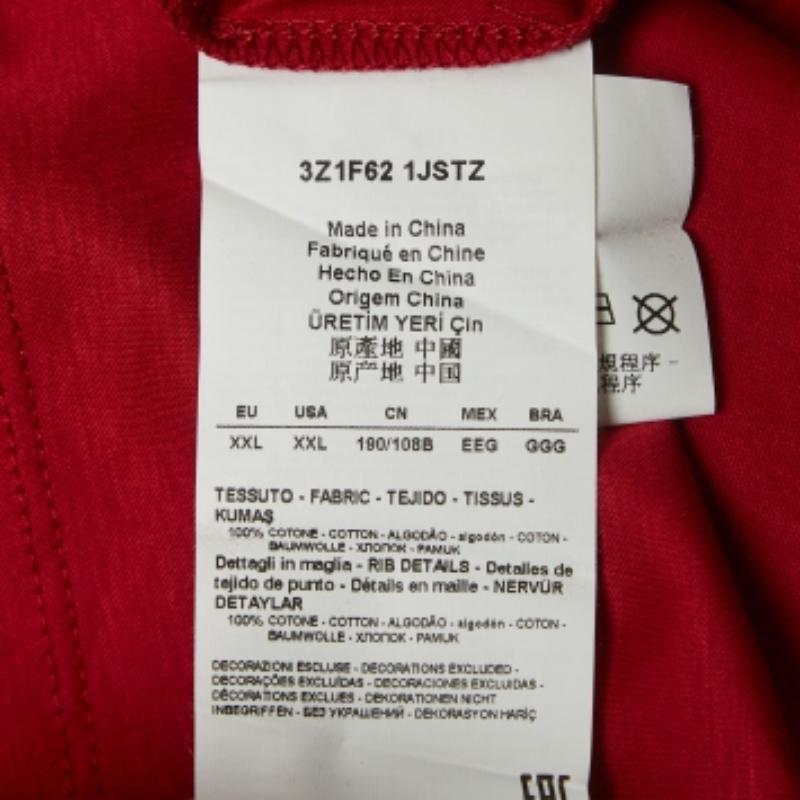 3Z1F62 1JSTZ
Made in China
Fabriqué en Chine
Hecho En China
Origem China
ÜRETİM YERİ Çin
原產地 中國
原产地 中国
EU USA CN MEX BRA
XXL XXL 190/108B EEG GGG
TESSUTO - FABRIC - TEJIDO - TISSUS -
KUMAŞ
100% COTONE - COTTON - ALGODÃO - algodón - COTON -
BAUMWOLLE - ХЛОПОК - PAMUK
Dettagli in maglia - RIB DETAILS - Detalles de
tejido de punto - Détails en maille - NERVÜR
DETAYLAR
100% COTONE - COTTON - ALGODÃO - algodón - COTON -
BAUMWOLLE - ХЛОПОК - PAMUK
DECORAZIONI ESCLUSE - DECORATIONS EXCLUDED -
DECORAÇÕES EXCLUÍDAS - DECORACIONES EXCLUIDAS -
DÉCORATIONS EXCLUES - DEKORATIONEN NICHT
INBEGRIFFEN - БЕЗ УКРАШЕНИЙ - DEKORASYON HARİÇ
規程序 -
程序